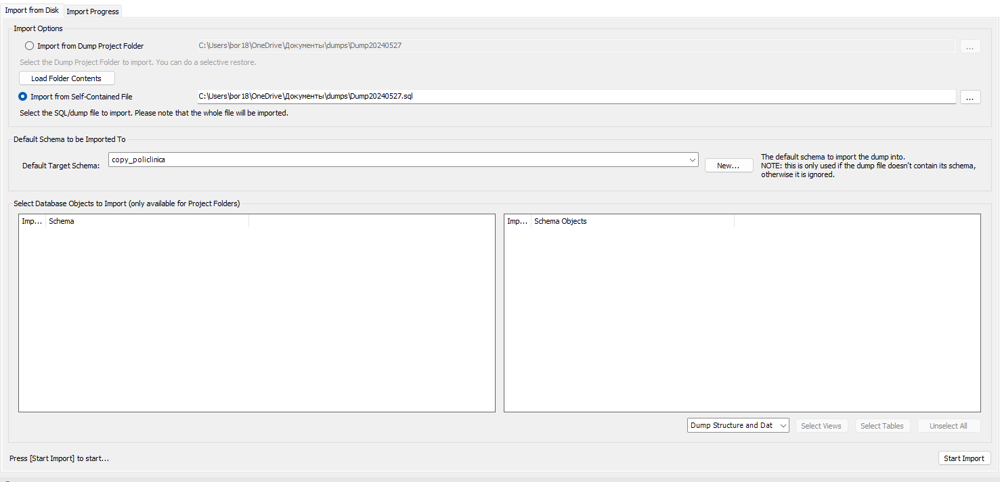 Import from Disk
Import Progress
Import Options
Import from Dump Project Folder
C:\Users\bor18\OneDrive\Документы\dumps\Dump20240527
...
Select the Dump Project Folder to import. You can do a selective restore.
Load Folder Contents
Import from Self-Contained File
C:\Users\bor18\OneDrive\Документы\dumps\Dump20240527.sql
...
Select the SQL/dump file to import. Please note that the whole file will be imported.
Default Schema to be Imported To
Default Target Schema:
copy_policlinica
New...
The default schema to import the dump into.
NOTE: this is only used if the dump file doesn't contain its schema,
otherwise it is ignored.
Select Database Objects to Import (only available for Project Folders)
Imp... Schema
Imp... Schema Objects
Dump Structure and Dat
Select Views
Select Tables
Unselect All
Press [Start Import] to start...
Start Import